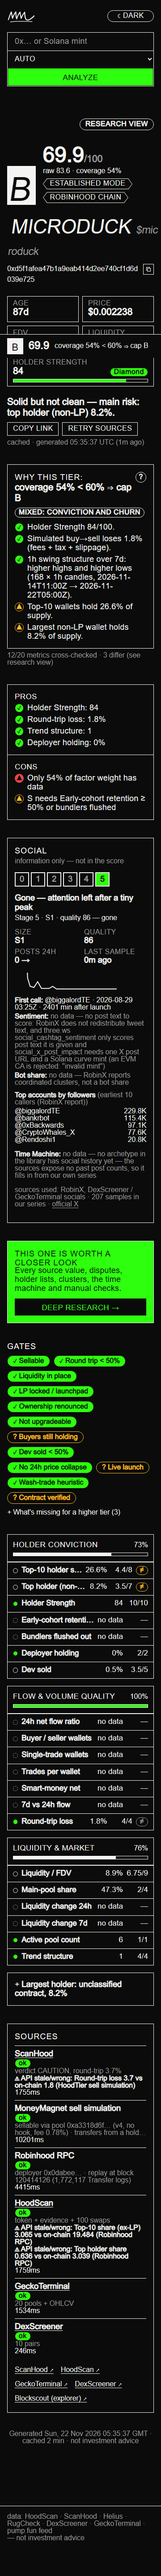 ☾ DARK
0x… or Solana mint
AUTO
ANALYZE
RESEARCH VIEW
B
69.9/100
raw 83.6 · coverage 54%
ESTABLISHED MODE
ROBINHOOD CHAIN
MICRODUCK $mic
roduck
0xd5f1afea47b1a9eab414d2ee740cf1d6d
039e725
AGE
87d
PRICE
$0.002238
FDV
LIQUIDITY
B 69.9 coverage 54% < 60% ⇒ cap B
HOLDER STRENGTH
84 Diamond
Solid but not clean — main risk:
top holder (non-LP) 8.2%.
COPY LINK
RETRY SOURCES
cached · generated 05:35:37 UTC (1m ago)
WHY THIS TIER: ?
coverage 54% < 60% ⇒ cap
B
MIXED: CONVICTION AND CHURN
Holder Strength 84/100.
Simulated buy→sell loses 1.8%
(fees + tax + slippage).
1h swing structure over 7d:
higher highs and higher lows
(168 × 1h candles, 2026-11-
14T11:00Z → 2026-11-
22T05:00Z).
Top-10 wallets hold 26.6% of
supply.
Largest non-LP wallet holds
8.2% of supply.
12/20 metrics cross-checked · 3 differ (see
research view)
PROS
Holder Strength: 84
Round-trip loss: 1.8%
Trend structure: 1
Deployer holding: 0%
CONS
Only 54% of factor weight has
data
S needs Early-cohort retention ≥
50% or bundlers flushed
SOCIAL
information only — not in the score
0 1 2 3 4 5
Gone — attention left after a tiny
peak
Stage 5 · S1 · quality 86 — gone
SIZE
S1
QUALITY
86
POSTS 24H
0 →
LAST SAMPLE
0m ago
First call: @biggalordTE · 2026-08-29
03:25Z · 2401 min after launch
Sentiment: no data — no post text to
score: RobinX does not redistribute tweet
text, and three.ws
social_cashtag_sentiment only scores
post text it is given and
social_x_post_impact needs one X post
URL and a Solana curve mint (an EVM
CA is rejected: "invalid mint")
Bot share: no data — RobinX reports
coordinated clusters, not a bot share
Top accounts by followers (earliest 10
callers (RobinX report))
@biggalordTE 229.8K
@bankrbot 115.4K
@0xBackwards 97.1K
@CryptoWhales_X 77.6K
@Rendoshi1 20.8K
Time Machine: no data — no archetype in
the library has social history yet — the
sources expose no past post counts, so it
fills in from our own series
sources used: RobinX, DexScreener /
GeckoTerminal socials · 207 samples in
our series · official X
THIS ONE IS WORTH A
CLOSER LOOK
Every source value, disputes,
holder lists, clusters, the time
machine and manual checks.
DEEP RESEARCH →
GATES
✓ Sellable
✓ Round trip < 50%
✓ Liquidity in place
✓ LP locked / launchpad
✓ Ownership renounced
✓ Not upgradeable
? Buyers still holding
✓ Dev sold < 50%
✓ No 24h price collapse
? Live launch
✓ Wash-trade heuristic
? Contract verified
+ What's missing for a higher tier (3)
HOLDER CONVICTION 73%
Top-10 holder s… 26.6% 4.4/8 ≠
Top holder (non-… 8.2% 3.5/7 ≠
Holder Strength 84 10/10
Early-cohort retenti… no data —
Bundlers flushed out no data —
Deployer holding 0% 2/2
Dev sold 0.5% 3.5/5
FLOW & VOLUME QUALITY 100%
24h net flow ratio no data —
Buyer / seller wallets no data —
Single-trade wallets no data —
Trades per wallet no data —
Smart-money net no data —
7d vs 24h flow no data —
Round-trip loss 1.8% 4/4 ≠
LIQUIDITY & MARKET 76%
Liquidity / FDV 8.9% 6.75/9
Main-pool share 47.3% 2/4
Liquidity change 24h no data —
Liquidity change 7d no data —
Active pool count 6 1/1
Trend structure 1 4/4
+ Largest holder: unclassified
contract, 8.2%
SOURCES
ScanHood
ok
verdict CAUTION, round-trip 3.7%
⚠ API stale/wrong: Round-trip loss 3.7 vs
on-chain 1.8 (HoodTier sell simulation)
1755ms
MoneyMagnet sell simulation
ok
sellable via pool 0xa3318d6f… (v4, no
hook, fee 0.78%) · transfers from a hold…
10201ms
Robinhood RPC
ok
deployer 0x0dabee… · replay at block
120414126 (1,772,117 Transfer logs)
4415ms
HoodScan
ok
token + evidence + 100 swaps
⚠ API stale/wrong: Top-10 share (ex-LP)
3.065 vs on-chain 19.484 (Robinhood
RPC)
⚠ API stale/wrong: Top holder share
0.636 vs on-chain 3.039 (Robinhood
RPC)
1759ms
GeckoTerminal
ok
20 pools + OHLCV
1534ms
DexScreener
ok
10 pairs
246ms
ScanHood ↗ HoodScan ↗
GeckoTerminal ↗ DexScreener ↗
Blockscout (explorer) ↗
Generated Sun, 22 Nov 2026 05:35:37 GMT ·
cached 2 min · not investment advice
data: HoodScan · ScanHood · Helius ·
RugCheck · DexScreener · GeckoTerminal ·
pump.fun feed
— not investment advice